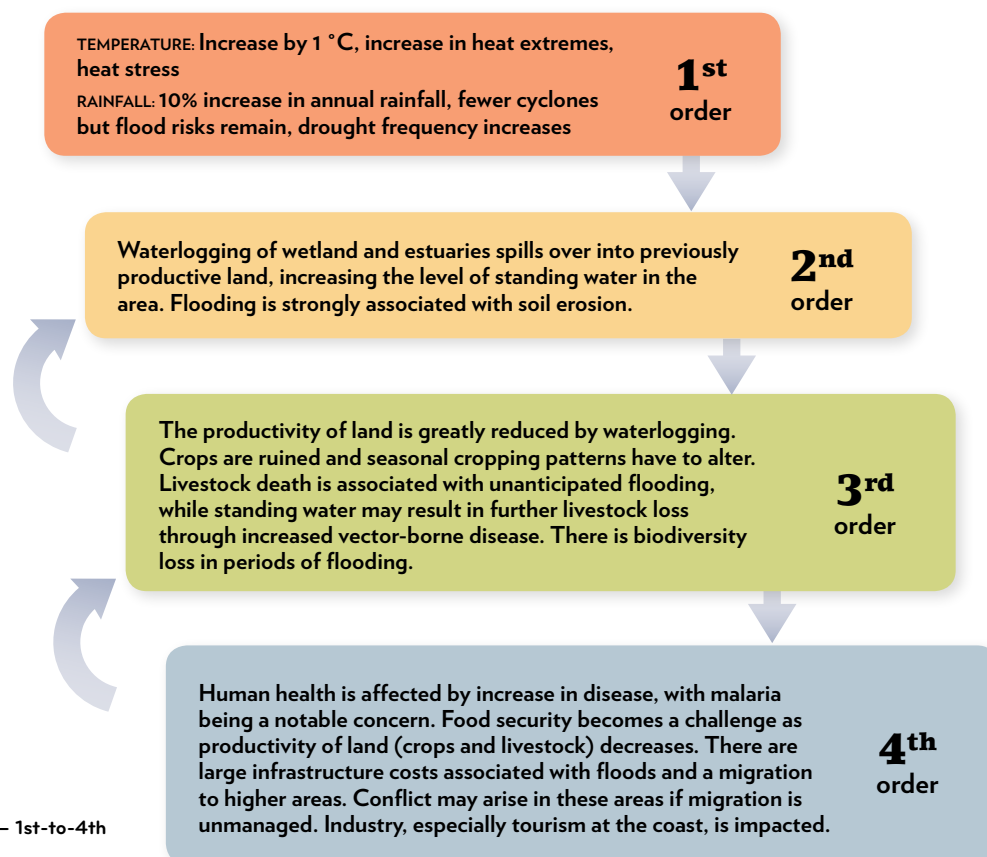 TEMPERATURE: Increase by 1 °C, increase in heat extremes,
heat stress
RAINFALL: 10% increase in annual rainfall, fewer cyclones
but flood risks remain, drought frequency increases
1st
order
Waterlogging of wetland and estuaries spills over into previously
productive land, increasing the level of standing water in the
area. Flooding is strongly associated with soil erosion.
2nd
order
The productivity of land is greatly reduced by waterlogging.
Crops are ruined and seasonal cropping patterns have to alter.
Livestock death is associated with unanticipated flooding,
while standing water may result in further livestock loss
through increased vector-borne disease. There is biodiversity
loss in periods of flooding.
3rd
order
Human health is affected by increase in disease, with malaria
being a notable concern. Food security becomes a challenge as
productivity of land (crops and livestock) decreases. There are
large infrastructure costs associated with floods and a migration
to higher areas. Conflict may arise in these areas if migration is
unmanaged. Industry, especially tourism at the coast, is impacted.
4th
order
– 1st-to-4th